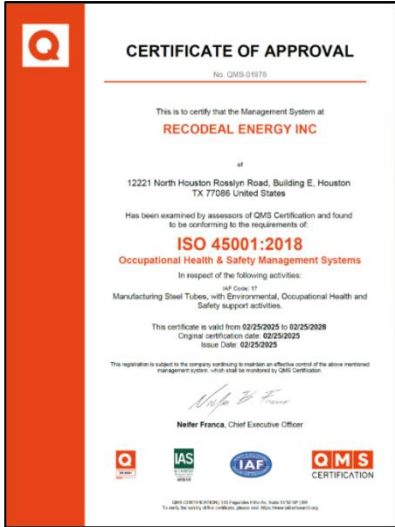 Q
CERTIFICATE OF APPROVAL
No. QMS-01978
This is to certify that the Management System at
RECODEAL ENERGY INC
of
12221 North Houston Rosslyn Road, Building E, Houston
TX 77086 United States
Has been examined by assessors of QMS Certification and found
to be conforming to the requirements of:
ISO 45001:2018
Occupational Health & Safety Management Systems
In respect of the following activities:
IAF Code: 17
Manufacturing Steel Tubes, with Environmental, Occupational Health and
Safety support activities.
This certificate is valid from 02/25/2025 to 02/25/2028
Original certification date: 02/25/2025
Issue Date: 02/25/2025
This registration is subject to the company continuing to maintain an effective control of the above mentioned
management system, which shall be monitored by QMS Certification
Neifer Franca, Chief Executive Officer
Q
IAS
IAF
QMS
CERTIFICATION